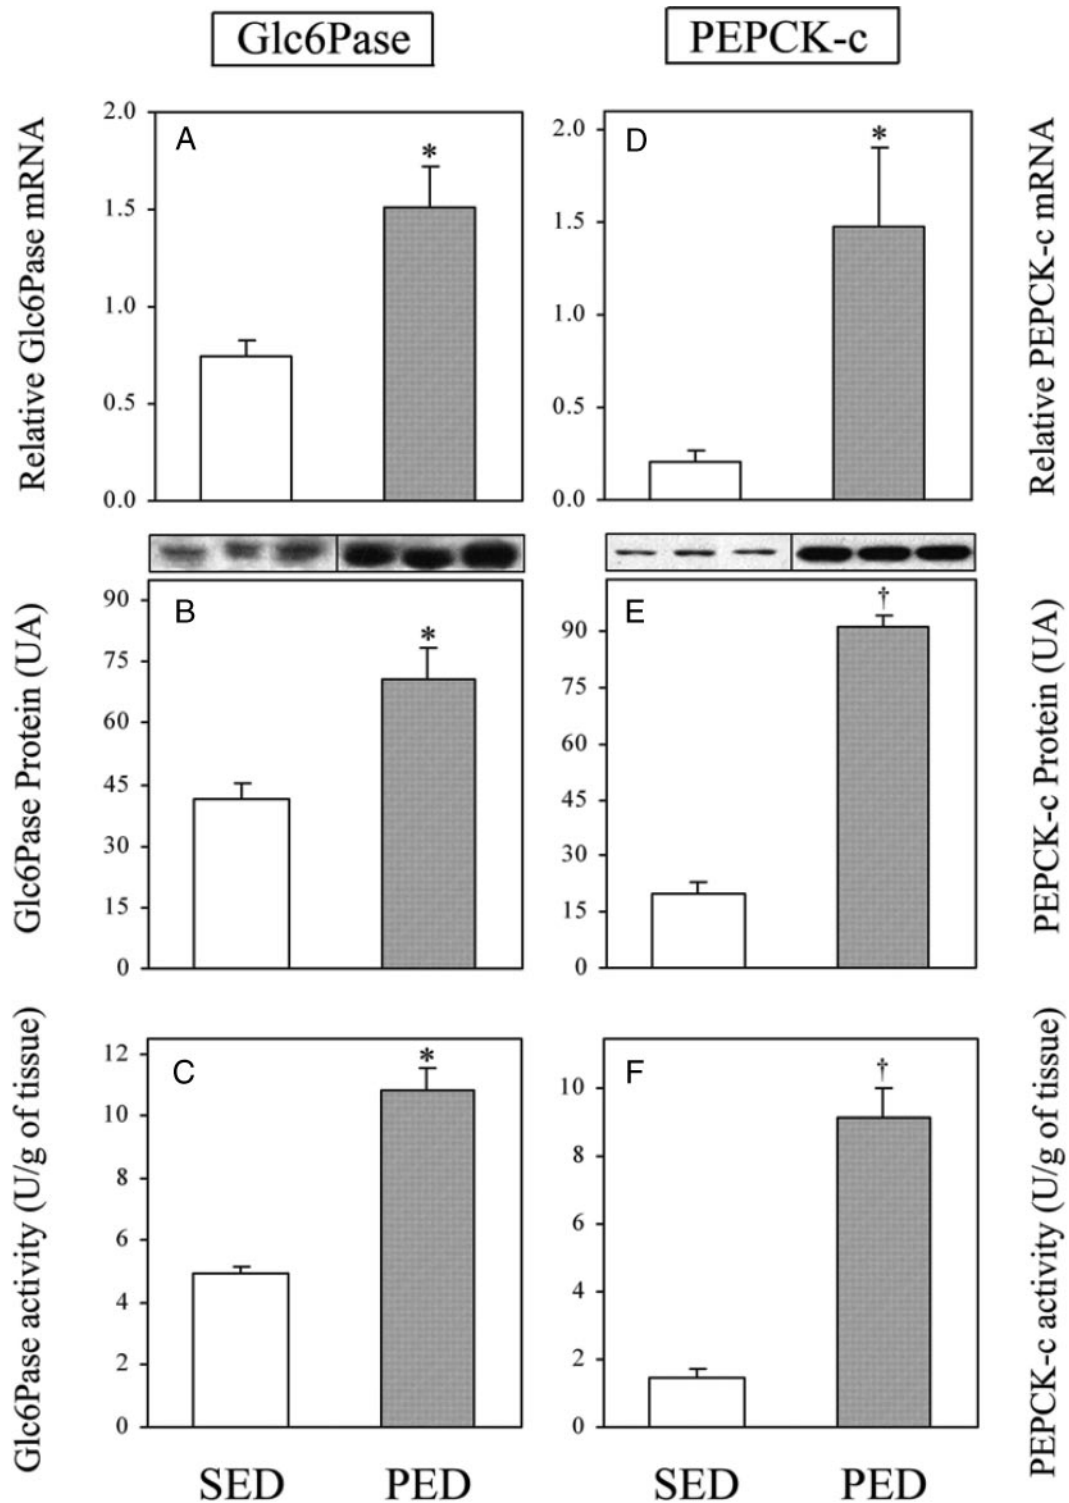 Glc6Pase
PEPCK-c
Relative Glc6Pase mRNA
2.0
1.5
1.0
0.5
0.0
A
*
Relative PEPCK-c mRNA
2.0
1.5
1.0
0.5
0.0
D
*
Glc6Pase Protein (UA)
90
75
60
45
30
15
0
B
*
PEPCK-c Protein (UA)
90
75
60
45
30
15
0
E
†
Glc6Pase activity (U/g of tissue)
12
10
8
6
4
2
0
C
*
PEPCK-c activity (U/g of tissue)
10
8
6
4
2
0
F
†
SED PED
SED PED